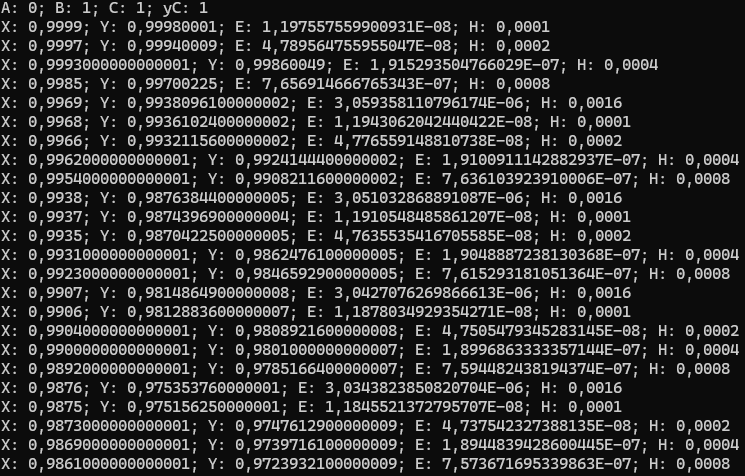 A: 0; B: 1; C: 1; yC: 1
X: 0,9999; Y: 0,99980001; E: 1,197557559900931E-08; H: 0,0001
X: 0,9997; Y: 0,99940009; E: 4,789564755955047E-08; H: 0,0002
X: 0,9993000000000001; Y: 0,99860049; E: 1,915293504766029E-07; H: 0,0004
X: 0,9985; Y: 0,99700225; E: 7,656914666765343E-07; H: 0,0008
X: 0,9969; Y: 0,9938096100000002; E: 3,059358110796174E-06; H: 0,0016
X: 0,9968; Y: 0,9936102400000002; E: 1,1943062042440422E-08; H: 0,0001
X: 0,9966; Y: 0,9932115600000002; E: 4,776559148810738E-08; H: 0,0002
X: 0,9962000000000001; Y: 0,9924144400000002; E: 1,9100911142882937E-07; H: 0,0004
X: 0,9954000000000001; Y: 0,9908211600000002; E: 7,636103923910006E-07; H: 0,0008
X: 0,9938; Y: 0,9876384400000005; E: 3,051032868891087E-06; H: 0,0016
X: 0,9937; Y: 0,9874396900000004; E: 1,1910548485861207E-08; H: 0,0001
X: 0,9935; Y: 0,9870422500000005; E: 4,7635535416705585E-08; H: 0,0002
X: 0,9931000000000001; Y: 0,9862476100000005; E: 1,9048887238130368E-07; H: 0,0004
X: 0,9923000000000001; Y: 0,9846592900000005; E: 7,615293181051364E-07; H: 0,0008
X: 0,9907; Y: 0,9814864900000008; E: 3,0427076269866613E-06; H: 0,0016
X: 0,9906; Y: 0,9812883600000007; E: 1,1878034929354271E-08; H: 0,0001
X: 0,9904000000000001; Y: 0,9808921600000008; E: 4,7505479345283145E-08; H: 0,0002
X: 0,9900000000000001; Y: 0,9801000000000007; E: 1,8996863333357144E-07; H: 0,0004
X: 0,9892000000000001; Y: 0,9785166400000007; E: 7,594482438194374E-07; H: 0,0008
X: 0,9876; Y: 0,975353760000001; E: 3,0343823850820704E-06; H: 0,0016
X: 0,9875; Y: 0,975156250000001; E: 1,1845521372795707E-08; H: 0,0001
X: 0,9873000000000001; Y: 0,9747612900000009; E: 4,737542327388135E-08; H: 0,0002
X: 0,9869000000000001; Y: 0,9739716100000009; E: 1,8944839428600445E-07; H: 0,0004
X: 0,9861000000000001; Y: 0,9723932100000009; E: 7,573671695339863E-07; H: 0,0008